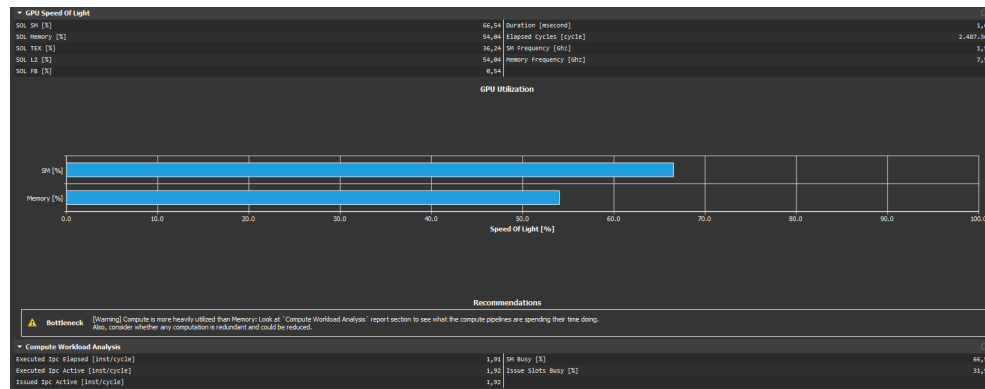 GPU Speed Of Light
SOL SM [%] 66,54 Duration [msecond]
SOL Memory [%] 54,04 Elapsed Cycles [cycle]
SOL TEX [%] 36,24 SM Frequency [Ghz]
SOL L2 [%] 54,04 Memory Frequency [Ghz]
SOL FB [%] 0,54
GPU Utilization
SM [%]
Memory [%]
0.0 10.0 20.0 30.0 40.0 50.0 60.0 70.0 80.0 90.0 100.
Speed Of Light [%]
Recommendations
Bottleneck [Warning] Compute is more heavily utilized than Memory: Look at `Compute Workload Analysis` report section to see what the compute pipelines are spending their time doing.
Also, consider whether any computation is redundant and could be reduced.
Compute Workload Analysis
Executed Ipc Elapsed [inst/cycle] 1,91 SM Busy [%]
Executed Ipc Active [inst/cycle] 1,92 Issue Slots Busy [%]
Issued Ipc Active [inst/cycle] 1,92